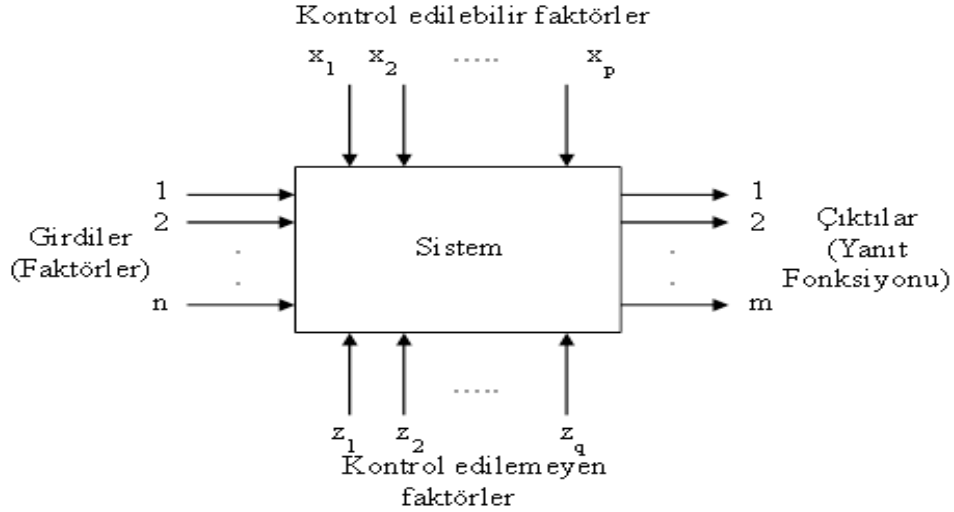 Kontrol edilebilir faktörler
x1 x2 ..... xp
1 1
2 2
Girdiler
(Faktörler)
Sistem
Çıktılar
(Yanıt
Fonksiyonu)
n m
.....
z1 z2 zq
Kontrol edilemeyen
faktörler